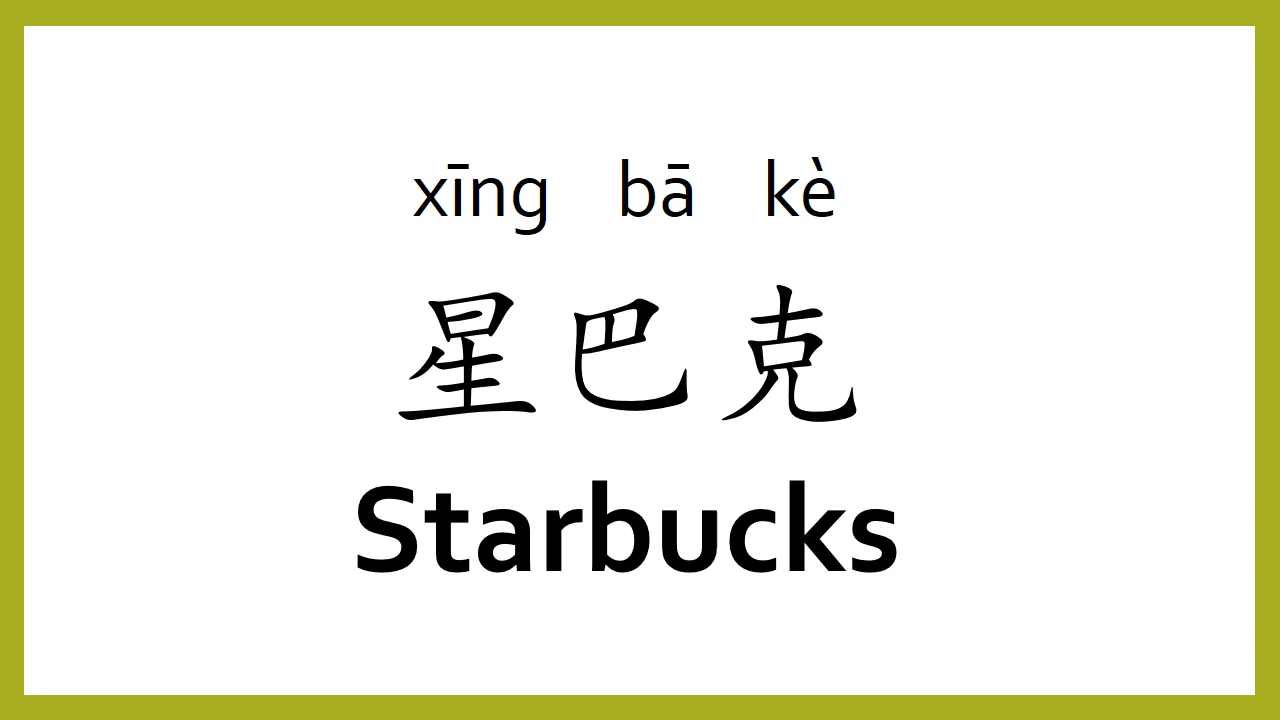 xīng bā kè
星巴克
Starbucks